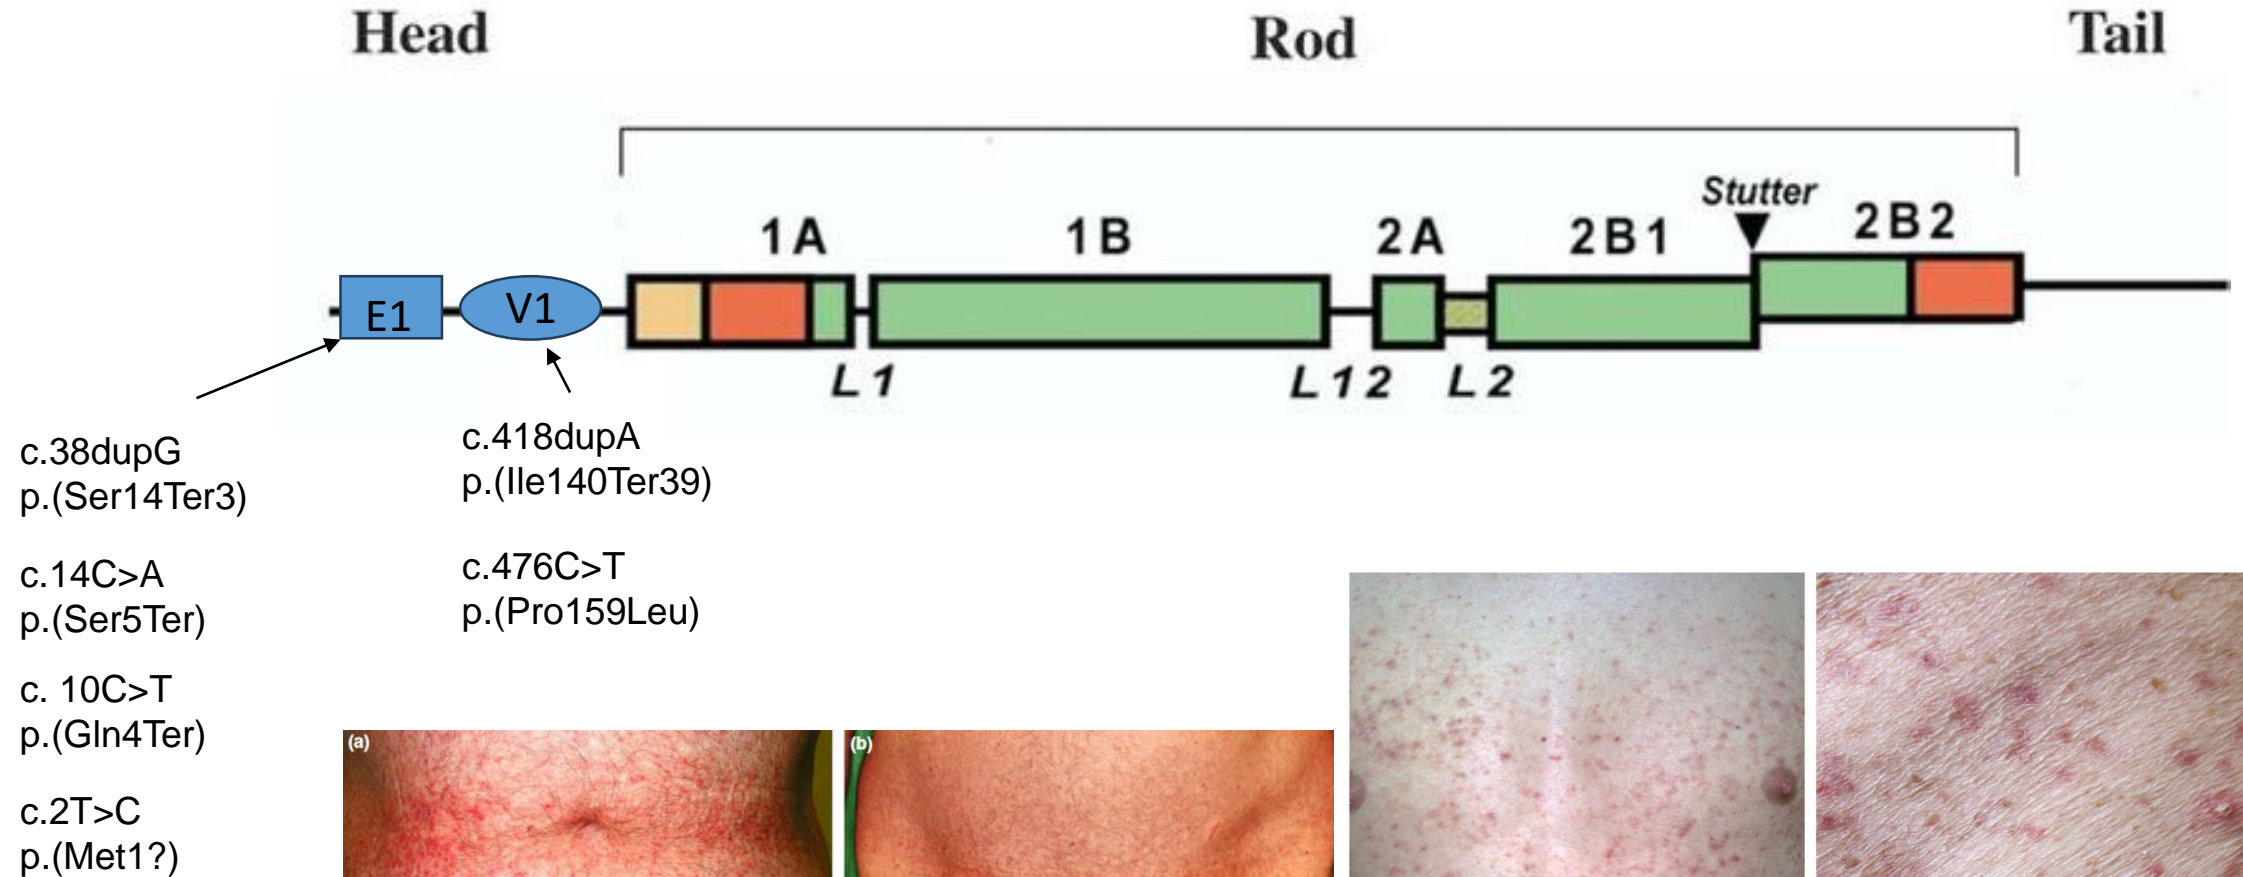 Head Rod Tail
Stutter
1A 1B 2A 2B1 2B2
E1 V1
L1 L12 L2
c.38dupG
p.(Ser14Ter3)
c.14C>A
p.(Ser5Ter)
c. 10C>T
p.(Gln4Ter)
c.2T>C
p.(Met1?)
c.418dupA
p.(Ile140Ter39)
c.476C>T
p.(Pro159Leu)
(a) (b)